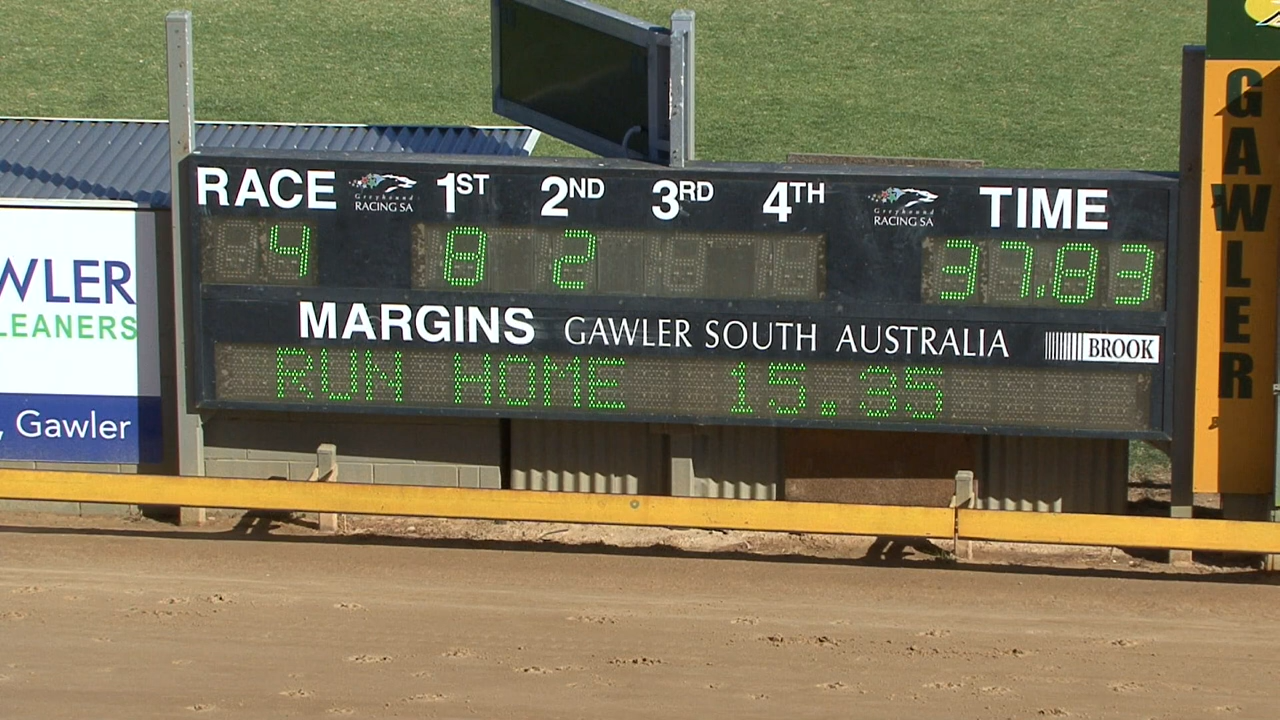 RACE
Greyhound
RACING SA
1ST
2ND
3RD
4TH
Greyhound
RACING SA
TIME
4
8
2
37.83
MARGINS
GAWLER SOUTH AUSTRALIA
BROOK
RUN HOME 15.35
WLER
LEANERS
, Gawler
GAWLER